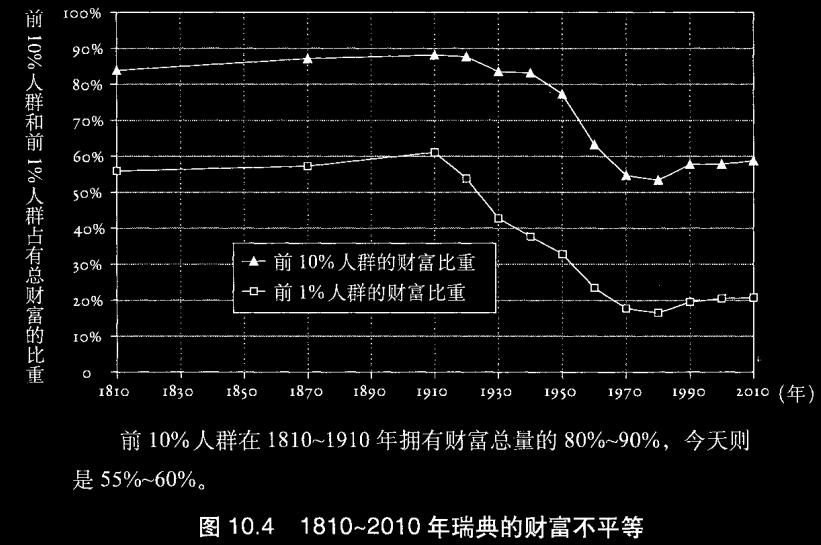 前10%人群和前1%人群占有总财富的比重
100%
90%
80%
70%
60%
50%
40%
30%
20%
10%
0
前10%人群的财富比重
前1%人群的财富比重
1810 1830 1850 1870 1890 1910 1930 1950 1970 1990 2010 (年)
前10%人群在1810~1910年拥有财富总量的80%~90%，今天则
是55%~60%。
图10.4 1810~2010年瑞典的财富不平等